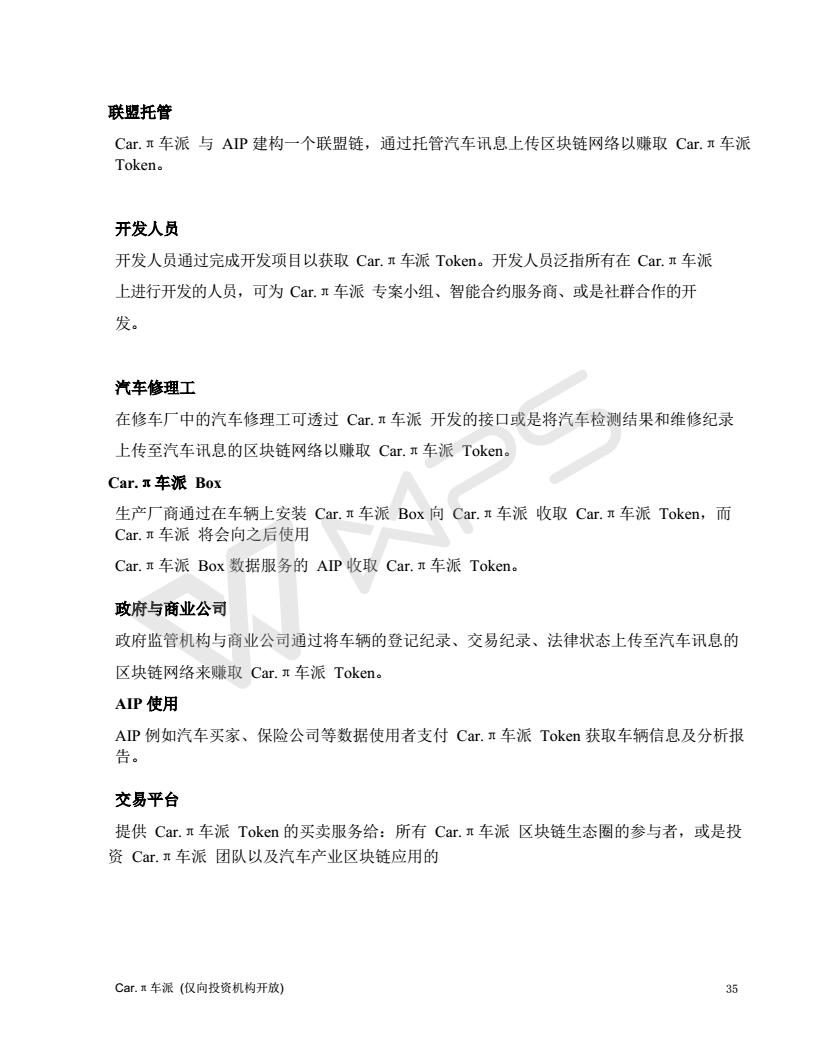 联盟托管
Car.π车派 与 AIP 建构一个联盟链，通过托管汽车讯息上传区块链网络以赚取 Car.π车派
Token。
开发人员
开发人员通过完成开发项目以获取 Car.π车派 Token。开发人员泛指所有在 Car.π车派
上进行开发的人员，可为 Car.π车派 专案小组、智能合约服务商、或是社群合作的开
发。
汽车修理工
在修车厂中的汽车修理工可透过 Car.π车派 开发的接口或是将汽车检测结果和维修纪录
上传至汽车讯息的区块链网络以赚取 Car.π车派 Token。
Car.π车派 Box
生产厂商通过在车辆上安装 Car.π车派 Box 向 Car.π车派 收取 Car.π车派 Token，而
Car.π车派 将会向之后使用
Car.π车派 Box 数据服务的 AIP 收取 Car.π车派 Token。
政府与商业公司
政府监管机构与商业公司通过将车辆的登记纪录、交易纪录、法律状态上传至汽车讯息的
区块链网络来赚取 Car.π车派 Token。
AIP 使用
AIP 例如汽车买家、保险公司等数据使用者支付 Car.π车派 Token 获取车辆信息及分析报
告。
交易平台
提供 Car.π车派 Token 的买卖服务给：所有 Car.π车派 区块链生态圈的参与者，或是投
资 Car.π车派 团队以及汽车产业区块链应用的
Car.π车派 (仅向投资机构开放) 35
WPS